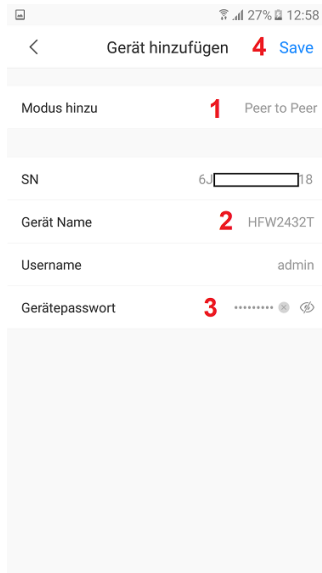 27% 12:58
Gerät hinzufügen 4 Save
Modus hinzu 1 Peer to Peer
SN 6J 18
Gerät Name 2 HFW2432T
Username admin
Gerätepasswort 3 •••••••••